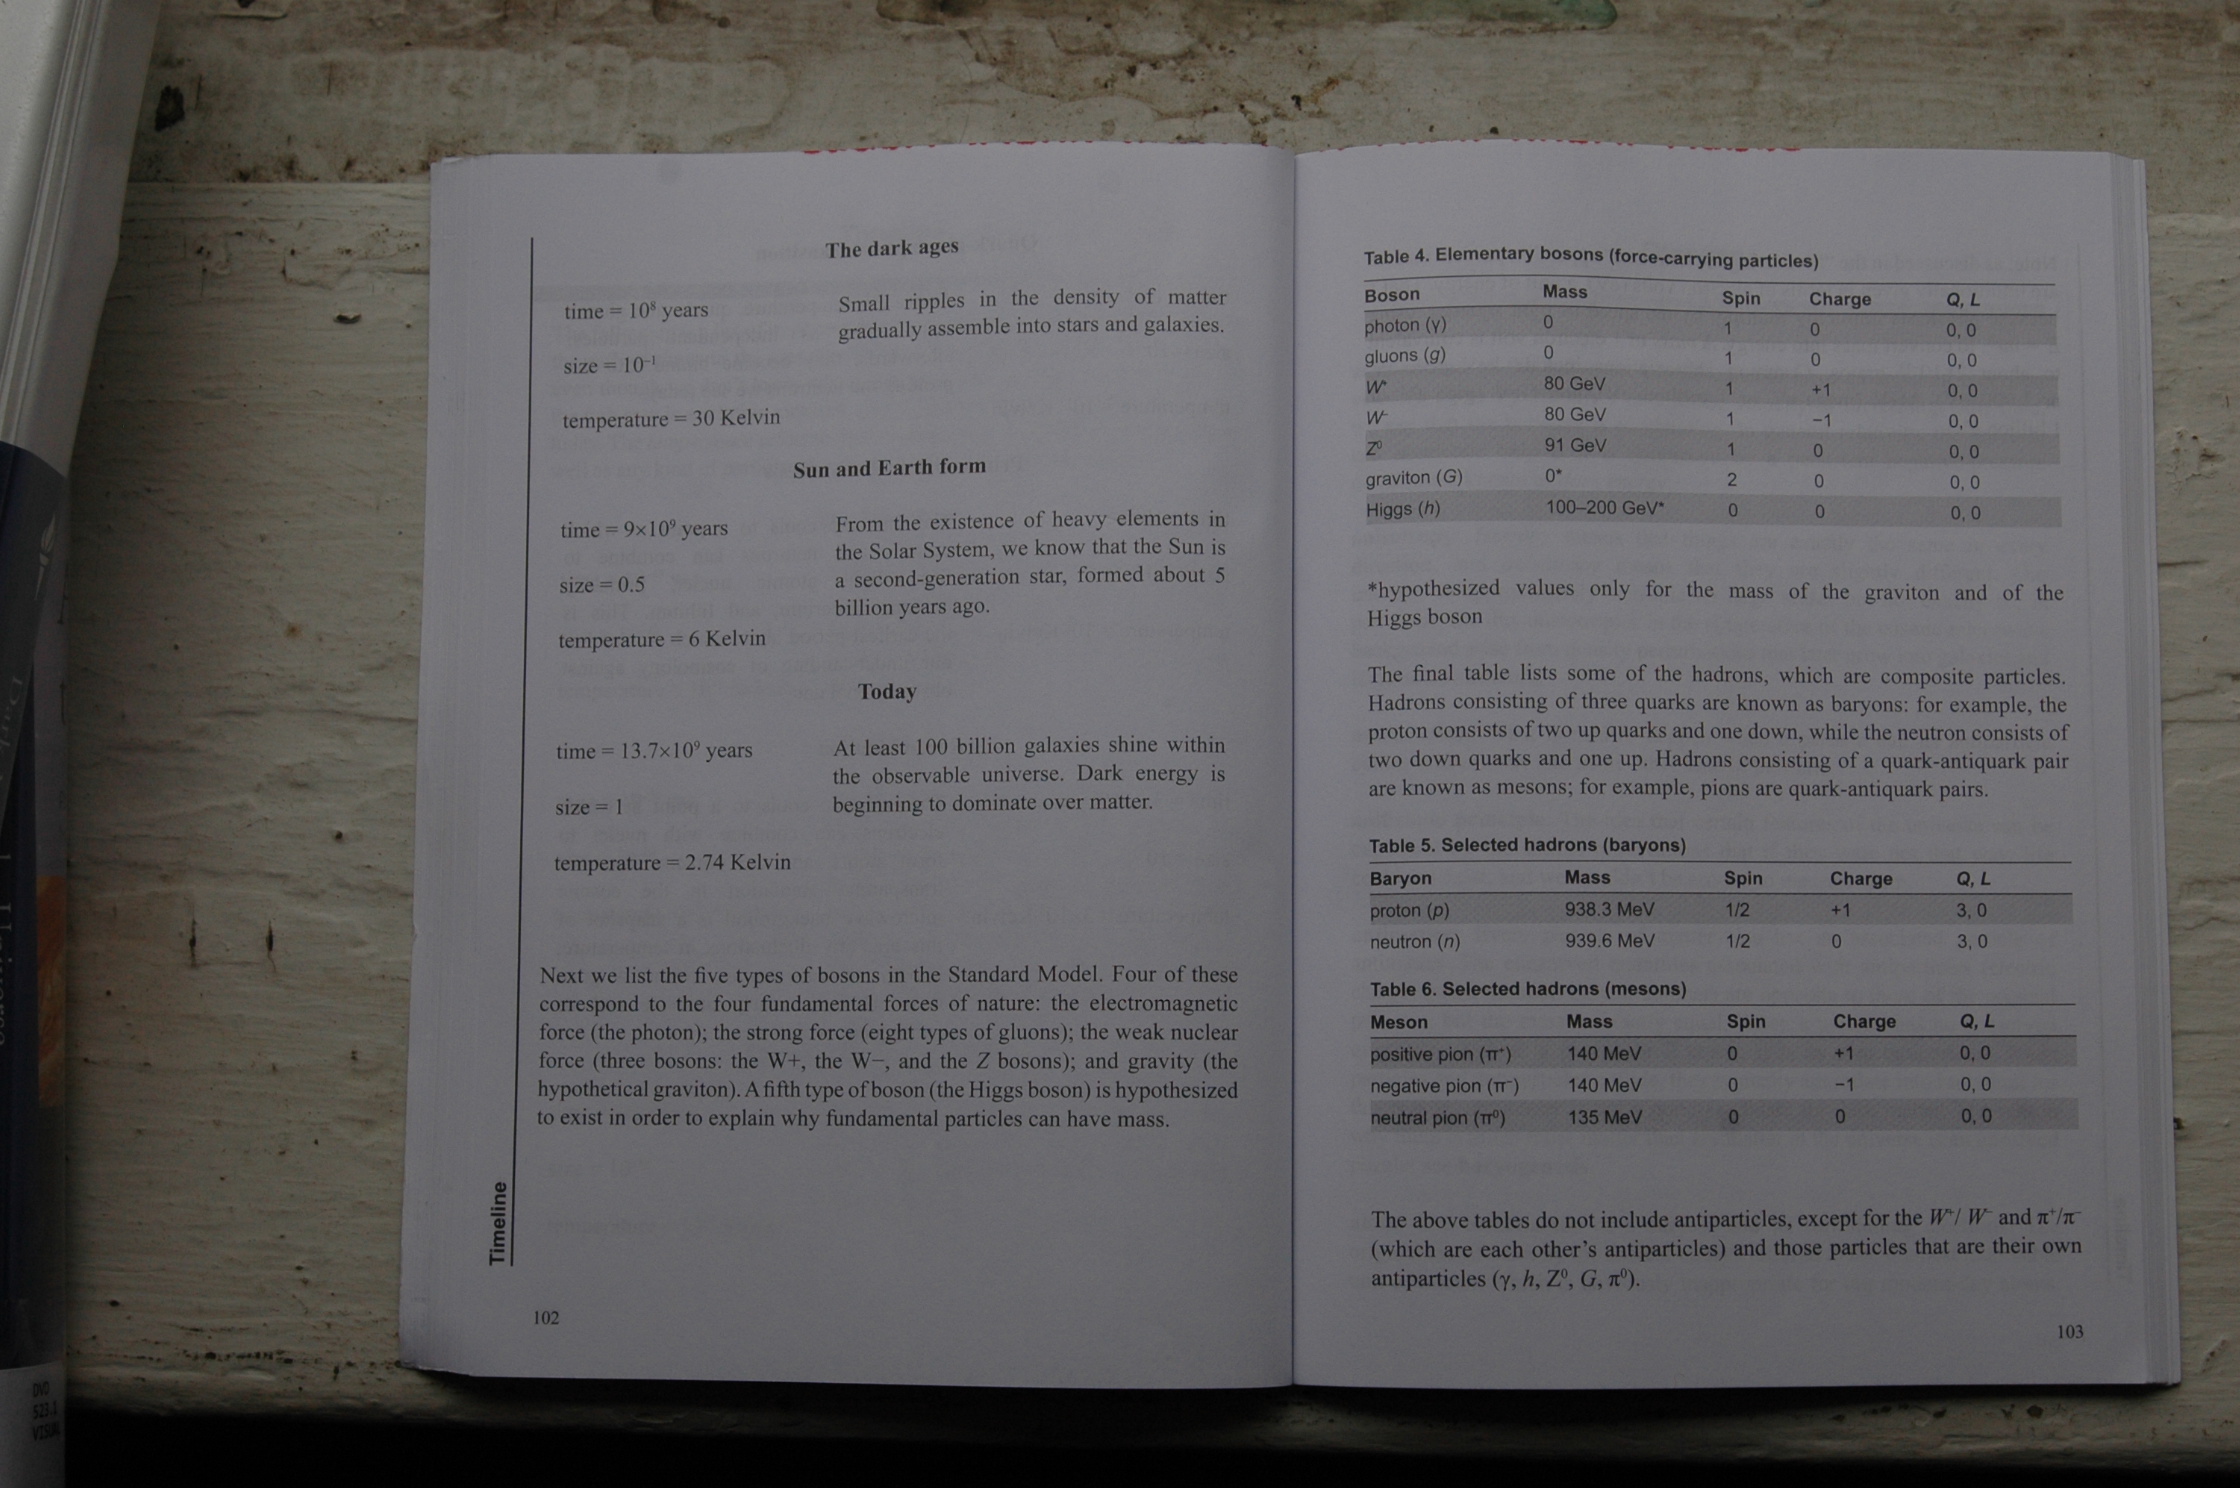 The dark ages
time = 10⁸ years
size = 10⁻¹
temperature = 30 Kelvin
Small ripples in the density of matter
gradually assemble into stars and galaxies.
Sun and Earth form
time = 9×10⁹ years
size = 0.5
temperature = 6 Kelvin
From the existence of heavy elements in
the Solar System, we know that the Sun is
a second-generation star, formed about 5
billion years ago.
Today
time = 13.7×10⁹ years
size = 1
temperature = 2.74 Kelvin
At least 100 billion galaxies shine within
the observable universe. Dark energy is
beginning to dominate over matter.
Next we list the five types of bosons in the Standard Model. Four of these
correspond to the four fundamental forces of nature: the electromagnetic
force (the photon); the strong force (eight types of gluons); the weak nuclear
force (three bosons: the W+, the W−, and the Z bosons); and gravity (the
hypothetical graviton). A fifth type of boson (the Higgs boson) is hypothesized
to exist in order to explain why fundamental particles can have mass.
Timeline
102
Table 4. Elementary bosons (force-carrying particles)
Boson Mass Spin Charge Q, L
photon (γ) 0 1 0 0, 0
gluons (g) 0 1 0 0, 0
W⁺ 80 GeV 1 +1 0, 0
W⁻ 80 GeV 1 −1 0, 0
Z⁰ 91 GeV 1 0 0, 0
graviton (G) 0* 2 0 0, 0
Higgs (h) 100–200 GeV* 0 0 0, 0
*hypothesized values only for the mass of the graviton and of the
Higgs boson
The final table lists some of the hadrons, which are composite particles.
Hadrons consisting of three quarks are known as baryons: for example, the
proton consists of two up quarks and one down, while the neutron consists of
two down quarks and one up. Hadrons consisting of a quark-antiquark pair
are known as mesons; for example, pions are quark-antiquark pairs.
Table 5. Selected hadrons (baryons)
Baryon Mass Spin Charge Q, L
proton (p) 938.3 MeV 1/2 +1 3, 0
neutron (n) 939.6 MeV 1/2 0 3, 0
Table 6. Selected hadrons (mesons)
Meson Mass Spin Charge Q, L
positive pion (π⁺) 140 MeV 0 +1 0, 0
negative pion (π⁻) 140 MeV 0 −1 0, 0
neutral pion (π⁰) 135 MeV 0 0 0, 0
The above tables do not include antiparticles, except for the W⁺/ W⁻ and π⁺/π⁻
(which are each other's antiparticles) and those particles that are their own
antiparticles (γ, h, Z⁰, G, π⁰).
103
DVD
523.1